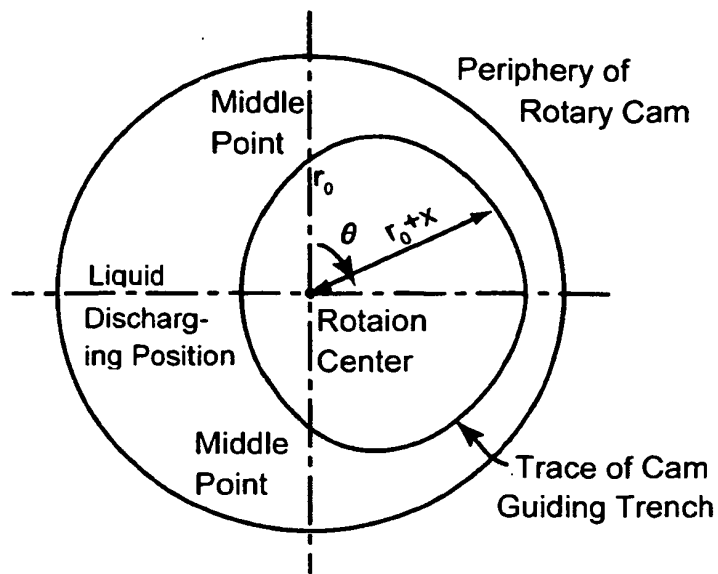 Periphery of
Rotary Cam
Middle
Point
r₀
θ
r₀+x
Liquid
Discharg-
ing Position
Rotaion
Center
Middle
Point
Trace of Cam
Guiding Trench